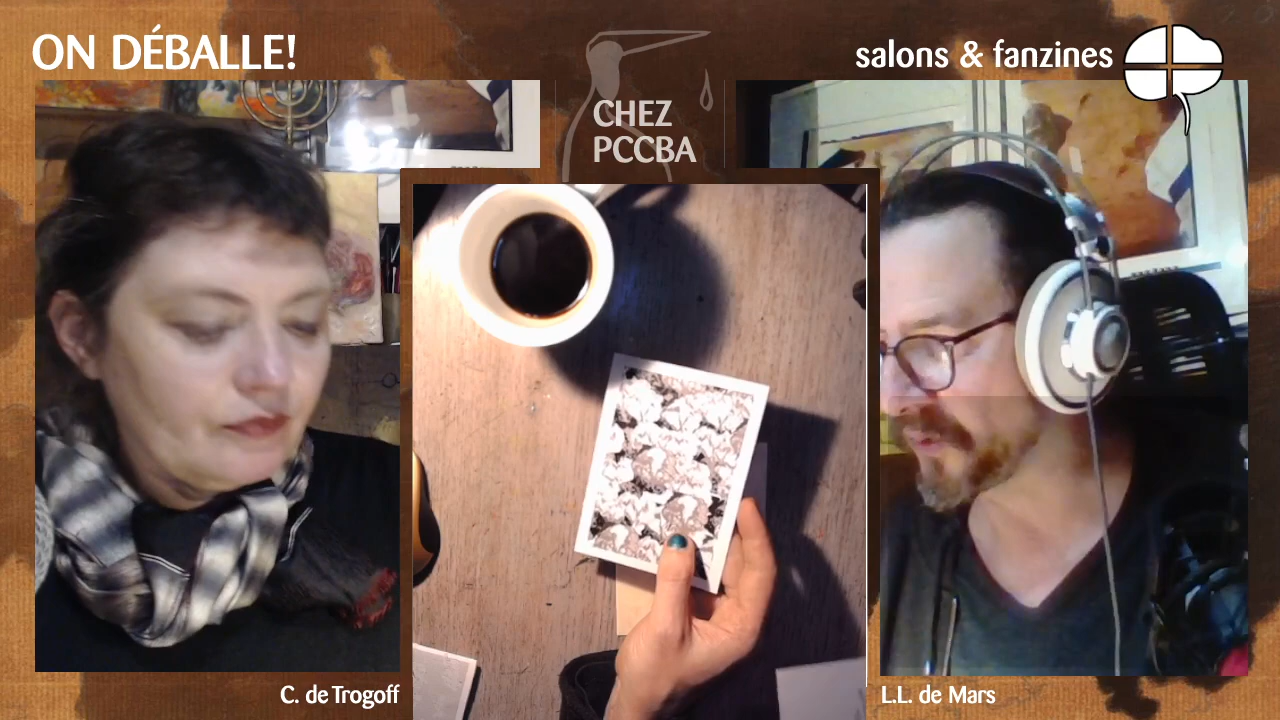 ON DÉBALLE!
salons & fanzines
CHEZ
PCCBA
C. de Trogoff
L.L. de Mars